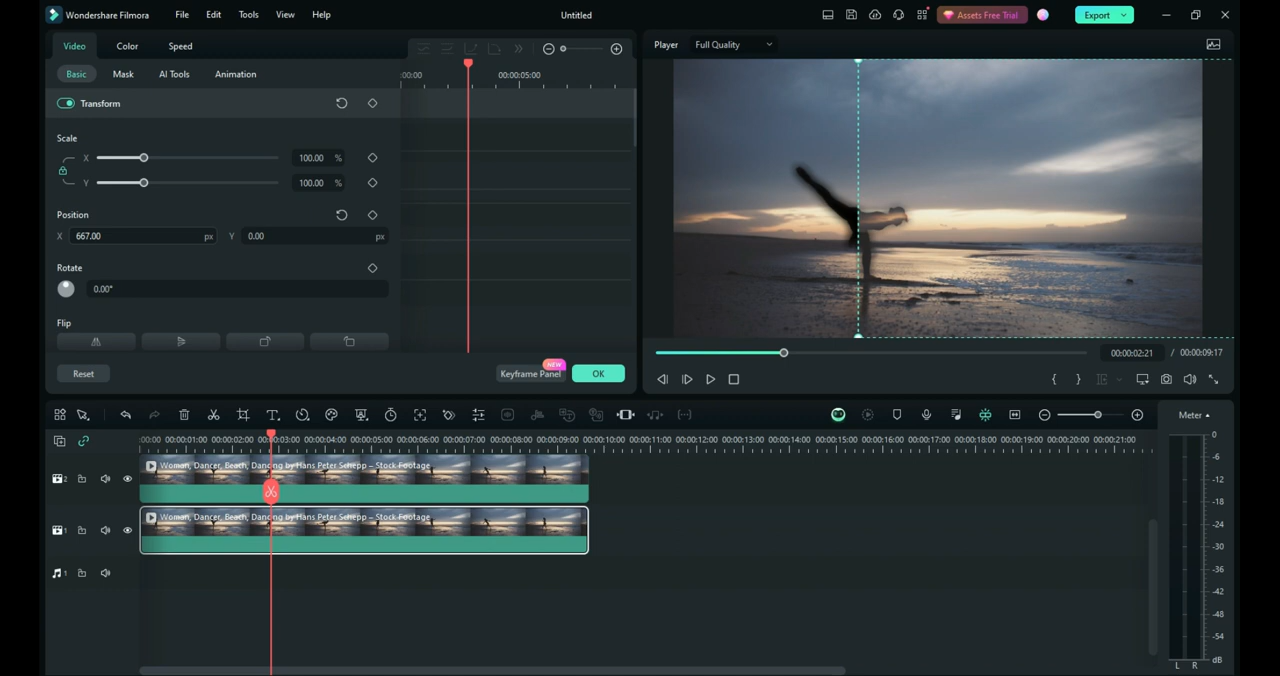 Wondershare Filmora File Edit Tools View Help Untitled Assets Free Trial Export
Video Color Speed
Player Full Quality
Basic Mask AI Tools Animation
:00:00 00:00:05:00
Transform
Scale
X 100.00 %
Y 100.00 %
Position
X 667.00 px Y 0.00 px
Rotate
0.00°
Flip
Reset Keyframe Panel NEW OK
00:00:02:21 / 00:00:09:17
Meter
:00:00 00:00:01:00 00:00:02:00 00:00:03:00 00:00:04:00 00:00:05:00 00:00:06:00 00:00:07:00 00:00:08:00 00:00:09:00 00:00:10:00 00:00:11:00 00:00:12:00 00:00:13:00 00:00:14:00 00:00:15:00 00:00:16:00 00:00:17:00 00:00:18:00 00:00:19:00 00:00:20:00 00:00:21:00
2 Woman, Dancer, Beach, Dancing by Hans Peter Schepp – Stock Footage
1 Woman, Dancer, Beach, Dancing by Hans Peter Schepp – Stock Footage
1
0
-6
-12
-18
-24
-30
-36
-42
-48
-54
dB
L R